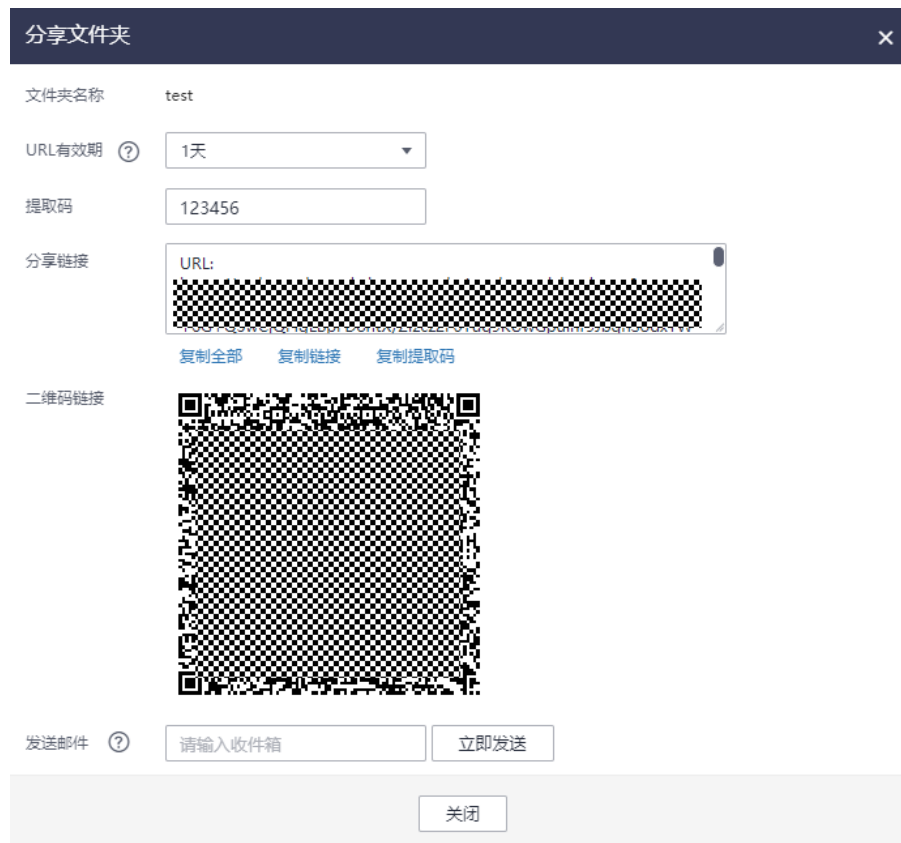 分享文件夹
文件夹名称 test
URL有效期 ? 1天
提取码 123456
分享链接 URL:
复制全部 复制链接 复制提取码
二维码链接
发送邮件 ? 请输入收件箱 立即发送
关闭